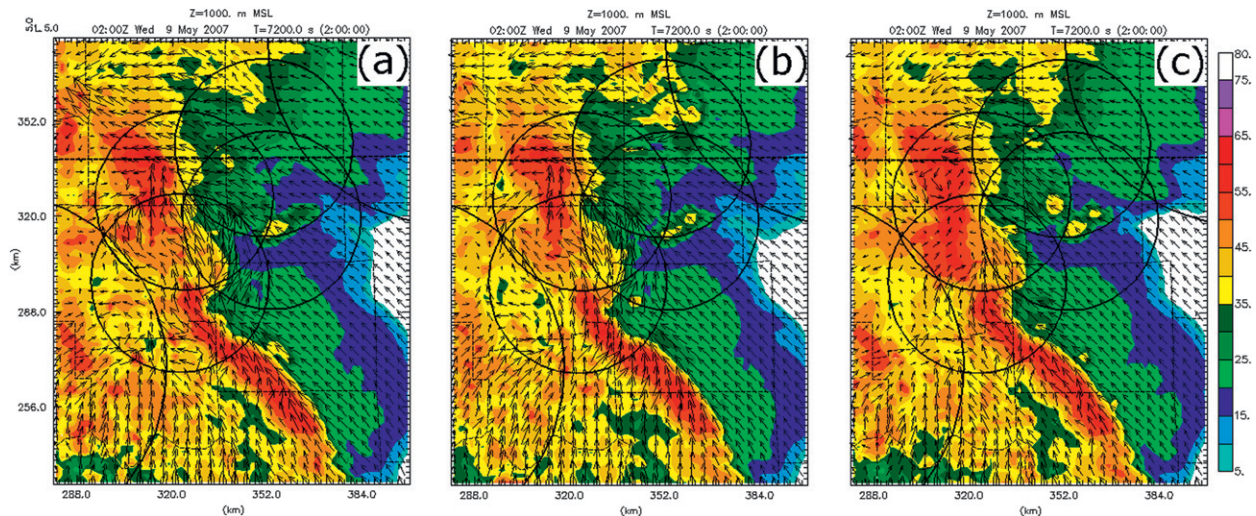 Z=1000. m MSL
02:00Z Wed 9 May 2007 T=7200.0 s (2:00:00)
(a)
352.0
320.0
(km)
288.0
256.0
288.0 320.0 352.0 384.0
(km)
Z=1000. m MSL
02:00Z Wed 9 May 2007 T=7200.0 s (2:00:00)
(b)
288.0 320.0 352.0 384.0
(km)
Z=1000. m MSL
02:00Z Wed 9 May 2007 T=7200.0 s (2:00:00)
(c)
288.0 320.0 352.0 384.0
(km)
80.
75.
65.
55.
45.
35.
25.
15.
5.